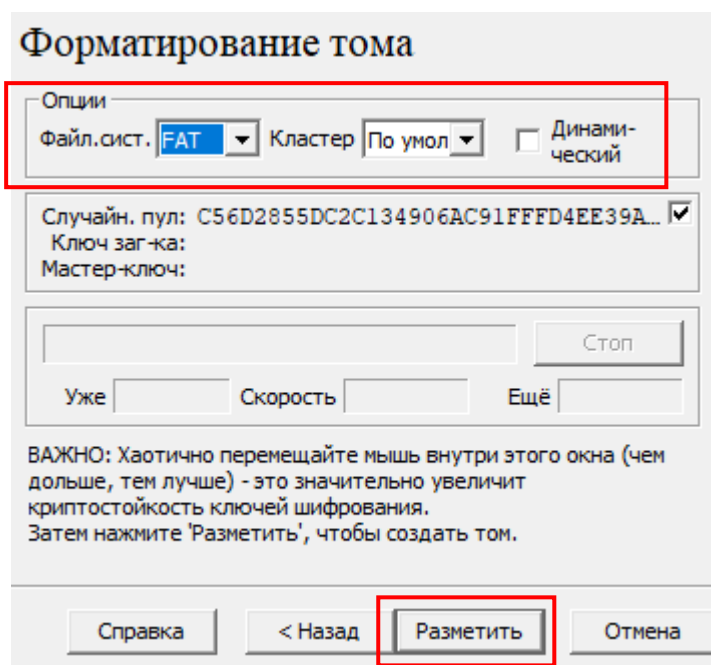 Форматирование тома
Опции
Файл.сист. FAT Кластер По умол Динами-
ческий
Случайн. пул: C56D2855DC2C134906AC91FFFD4EE39A...
Ключ заг-ка:
Мастер-ключ:
Стоп
Уже Скорость Ещё
ВАЖНО: Хаотично перемещайте мышь внутри этого окна (чем
дольше, тем лучше) - это значительно увеличит
криптостойкость ключей шифрования.
Затем нажмите 'Разметить', чтобы создать том.
Справка < Назад Разметить Отмена